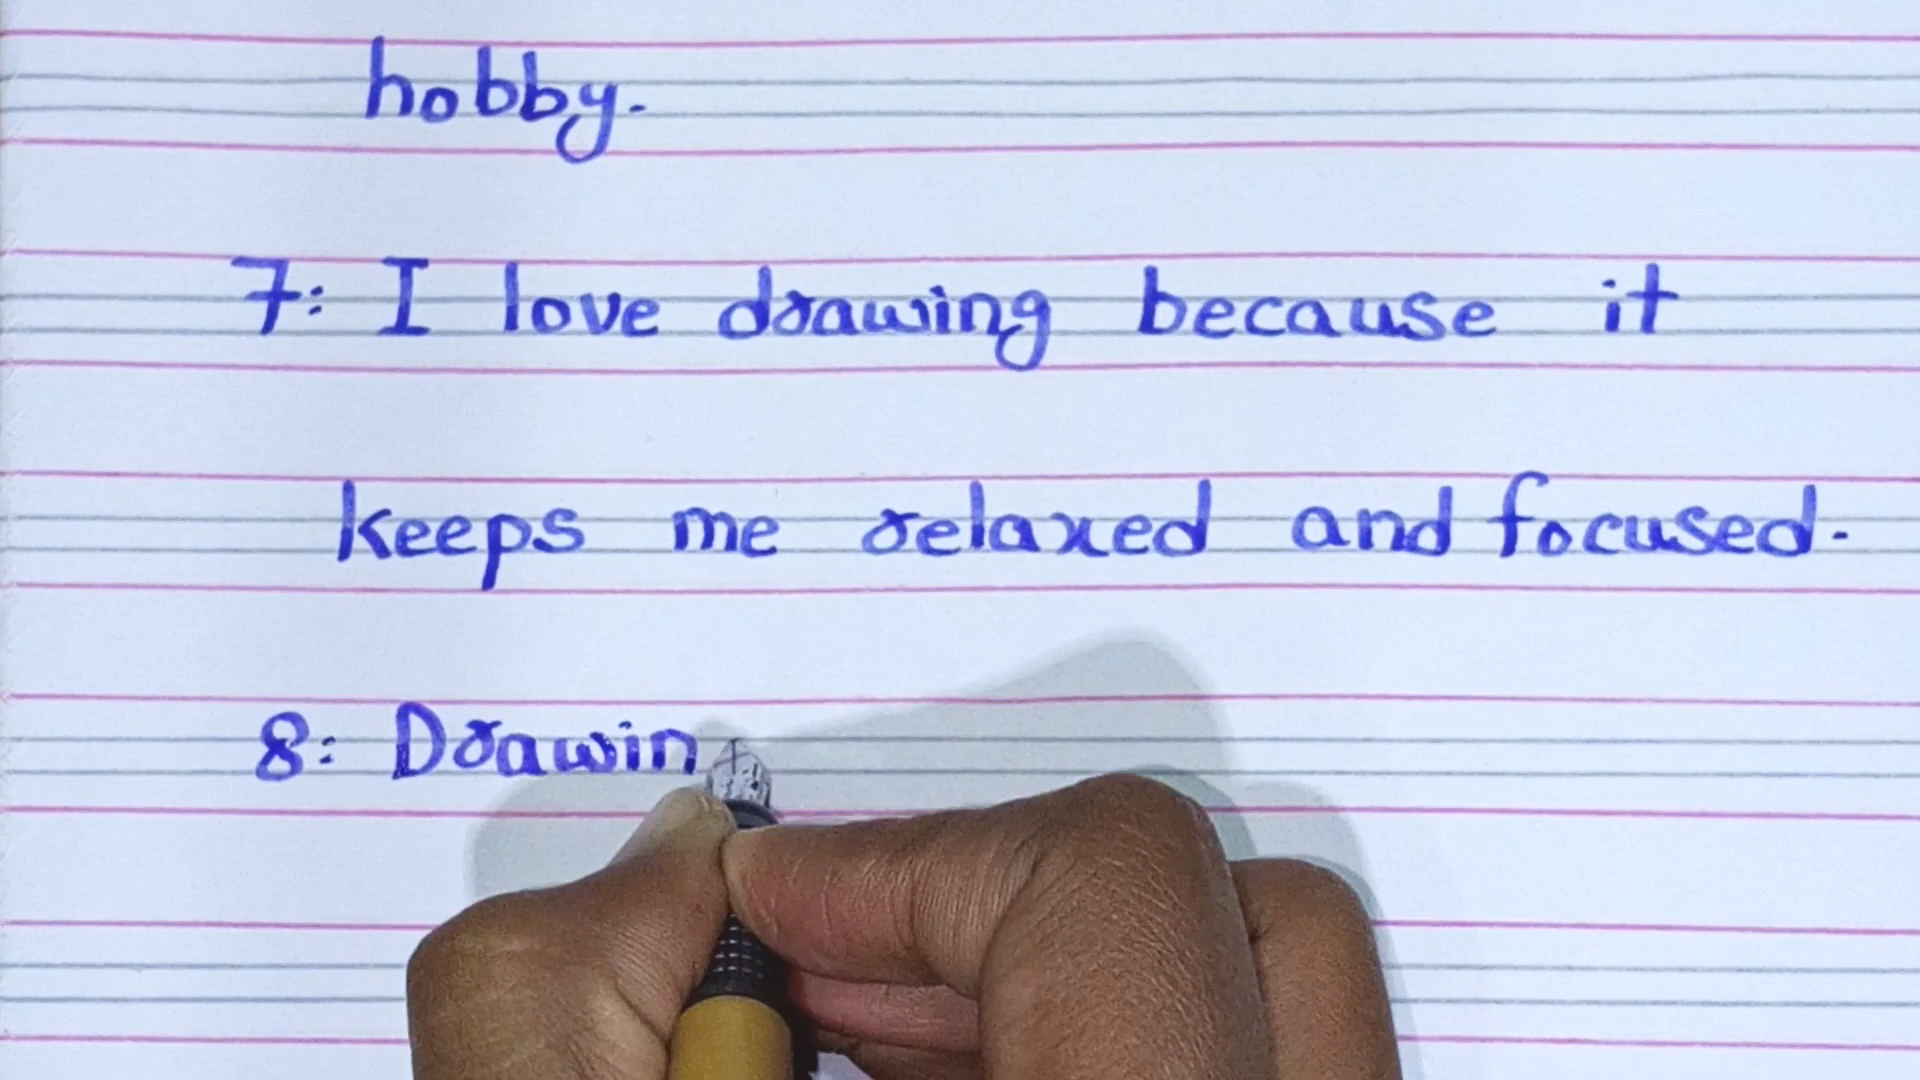 hobby.
7: I love drawing because it
keeps me relaxed and focused.
8: Drawin